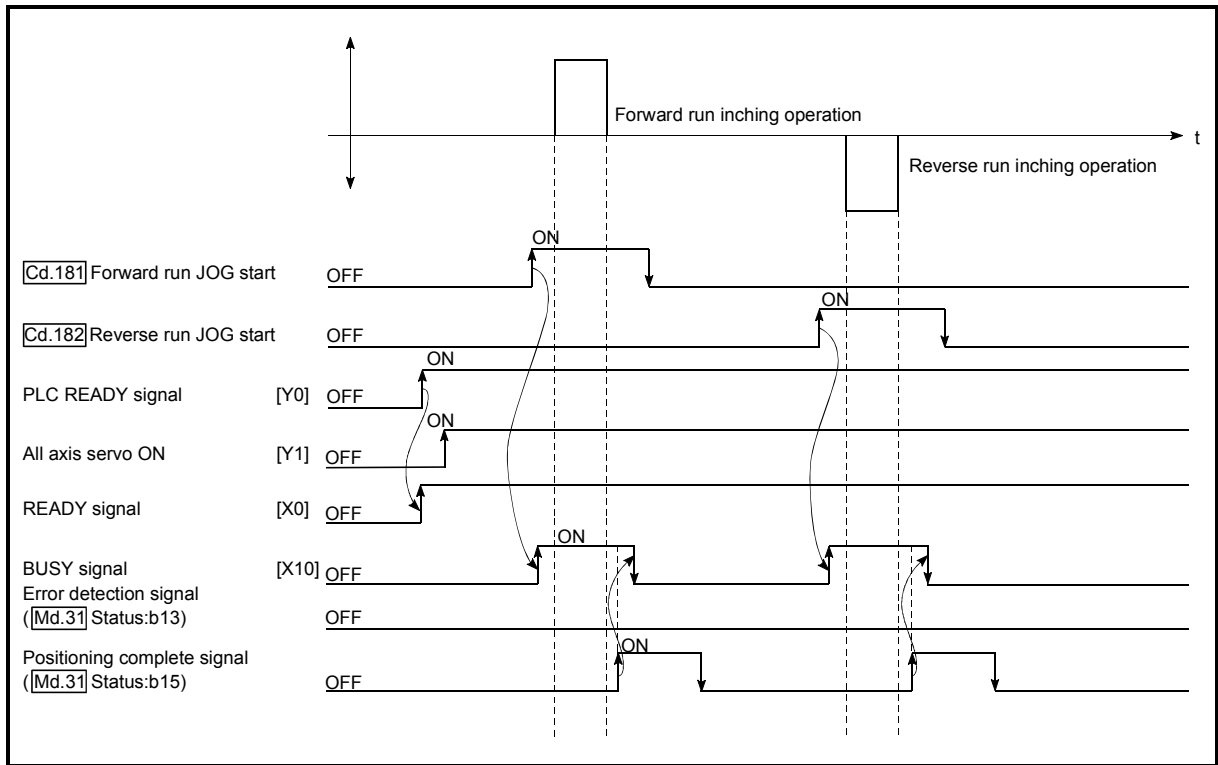 Forward run inching operation
t
Reverse run inching operation
ON
Cd.181 Forward run JOG start OFF
ON
Cd.182 Reverse run JOG start OFF
ON
PLC READY signal [Y0] OFF
ON
All axis servo ON [Y1] OFF
READY signal [X0] OFF
ON
BUSY signal [X10] OFF
Error detection signal
( Md.31 Status:b13) OFF
Positioning complete signal ON
( Md.31 Status:b15) OFF